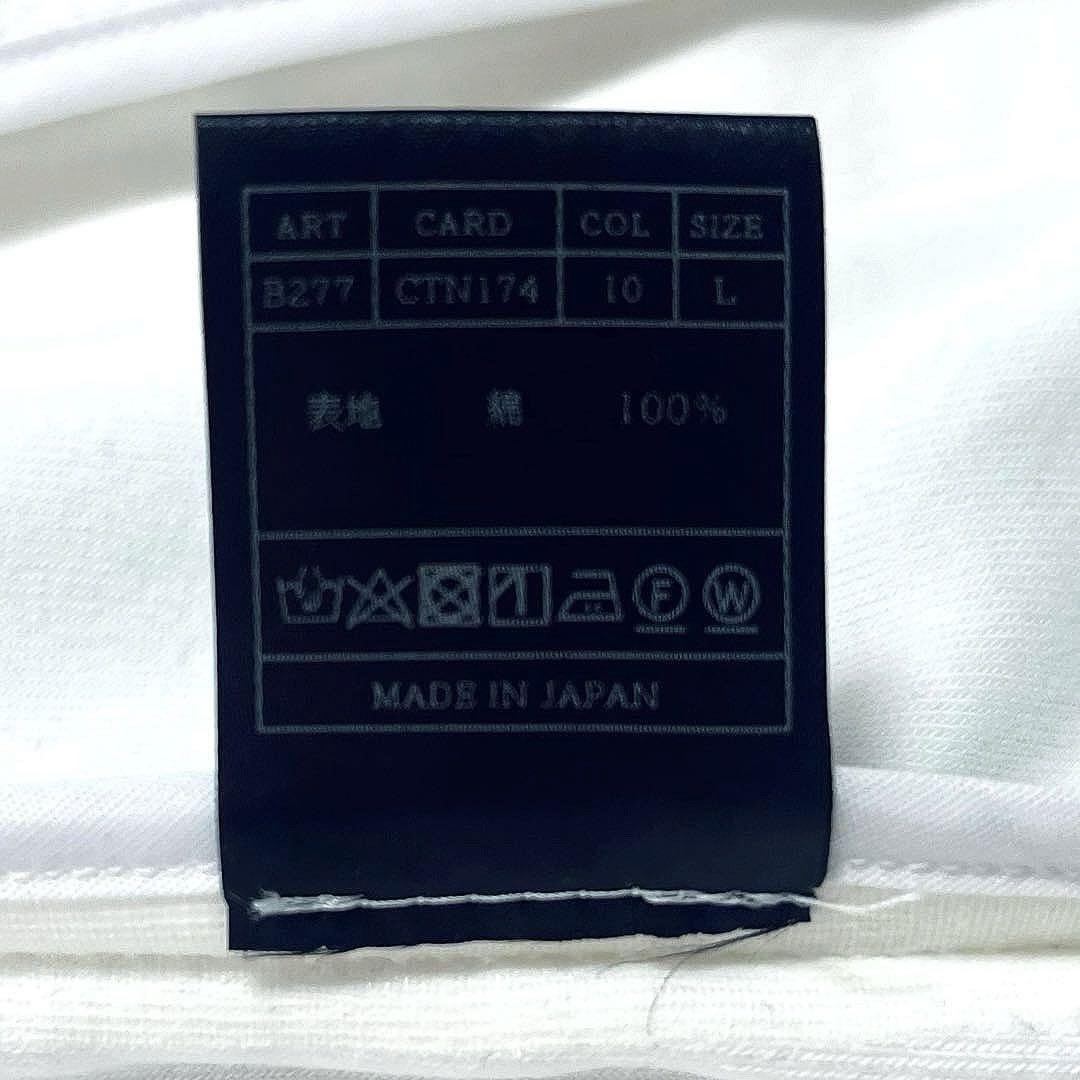 ART CARD COL SIZE
B277 CTN174 10 L
表地 綿 100%
F W
MADE IN JAPAN